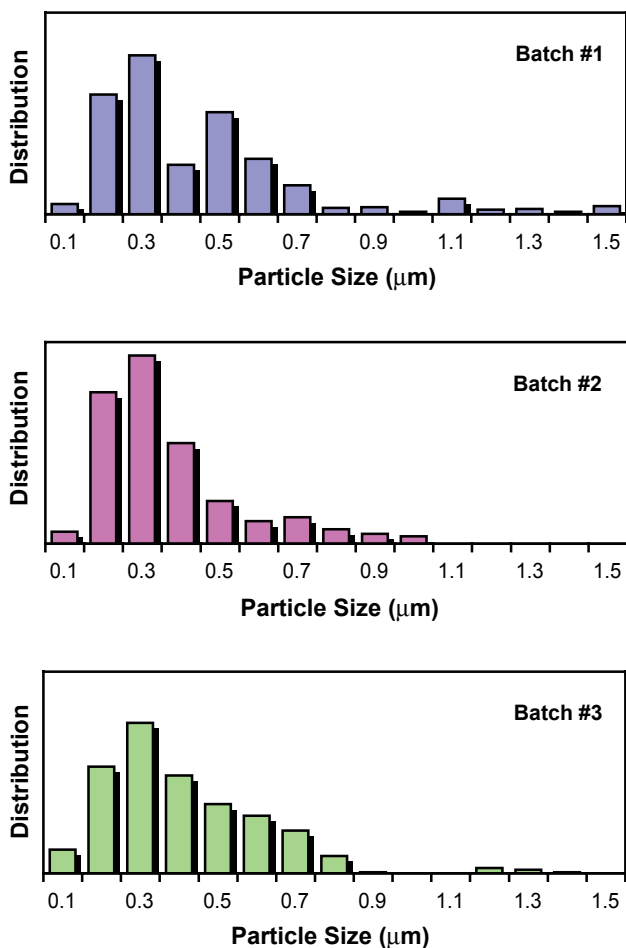 Distribution
Batch #1
0.1 0.3 0.5 0.7 0.9 1.1 1.3 1.5
Particle Size (μm)
Distribution
Batch #2
0.1 0.3 0.5 0.7 0.9 1.1 1.3 1.5
Particle Size (μm)
Distribution
Batch #3
0.1 0.3 0.5 0.7 0.9 1.1 1.3 1.5
Particle Size (μm)